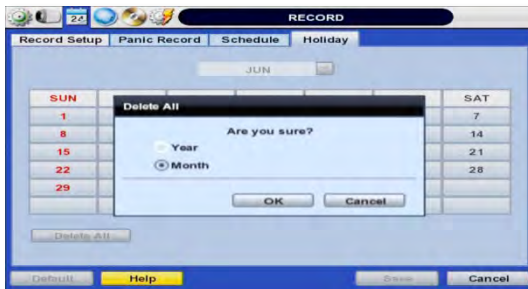 24
RECORD
Record Setup Panic Record Schedule Holiday
JUN
SUN SAT
Delete All
1 7
Are you sure?
8 14
Year
15 21
Month
22 28
29
OK Cancel
Delete All
Default Help Save Cancel